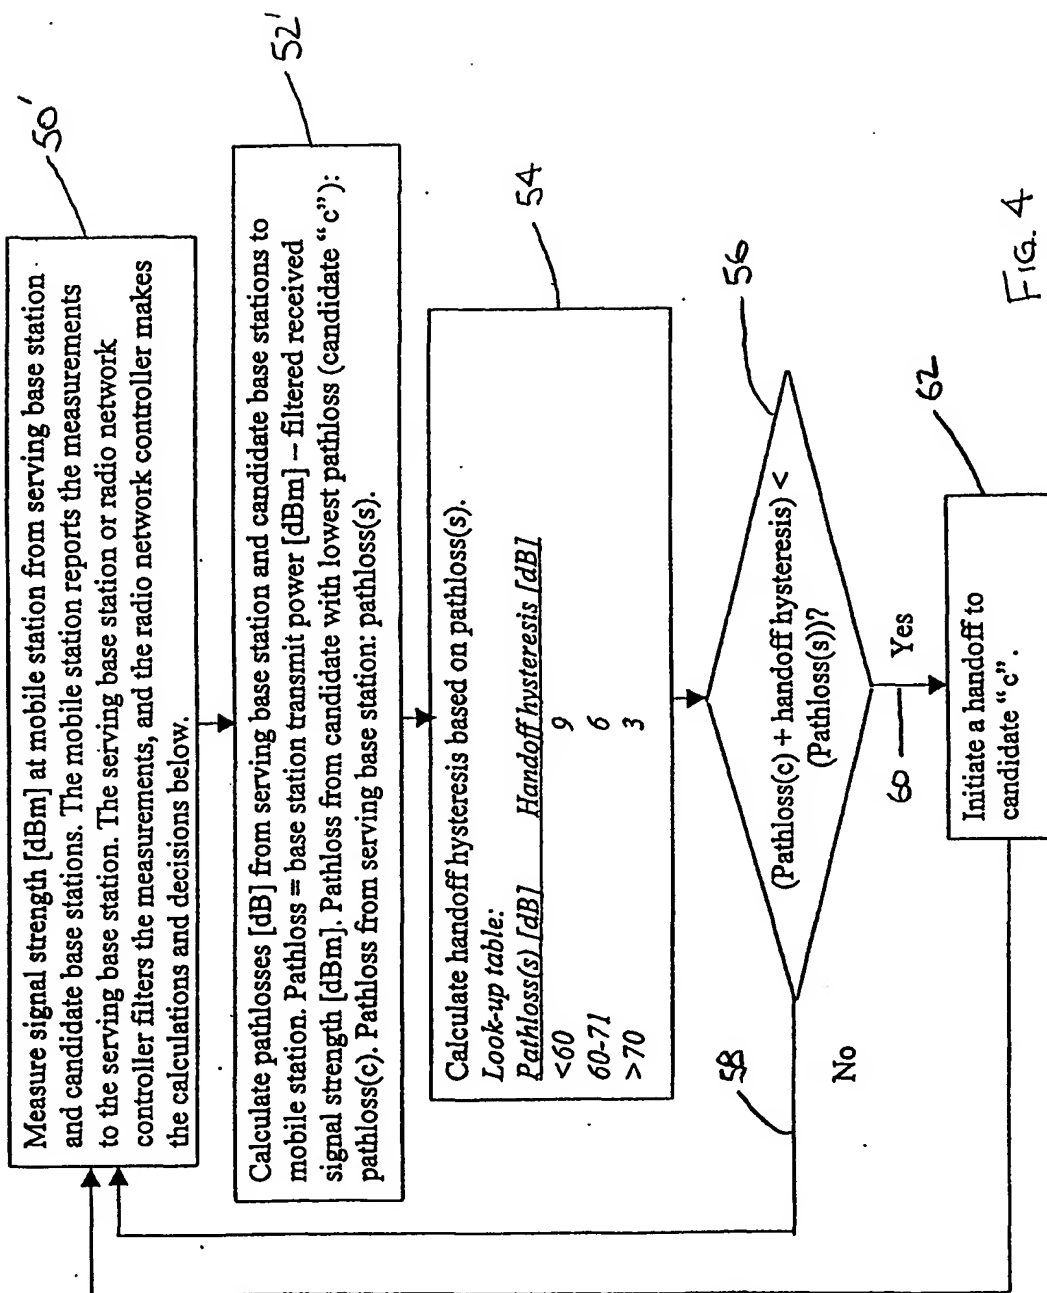 Measure signal strength [dBm] at mobile station from serving base station
and candidate base stations. The mobile station reports the measurements
to the serving base station. The serving base station or radio network
controller filters the measurements, and the radio network controller makes
the calculations and decisions below.
50'
Calculate pathlosses [dB] from serving base station and candidate base stations to
mobile station. Pathloss = base station transmit power [dBm] – filtered received
signal strength [dBm]. Pathloss from candidate with lowest pathloss (candidate “c”):
pathloss(c). Pathloss from serving base station: pathloss(s).
52'
Calculate handoff hysteresis based on pathloss(s).
Look-up table:
Pathloss(s) [dB] Handoff hysteresis [dB]
<60 9
60-71 6
>70 3
54
(Pathloss(c) + handoff hysteresis) <
(Pathloss(s))?
56
58
No
60
Yes
Initiate a handoff to
candidate “c”.
62
FIG. 4